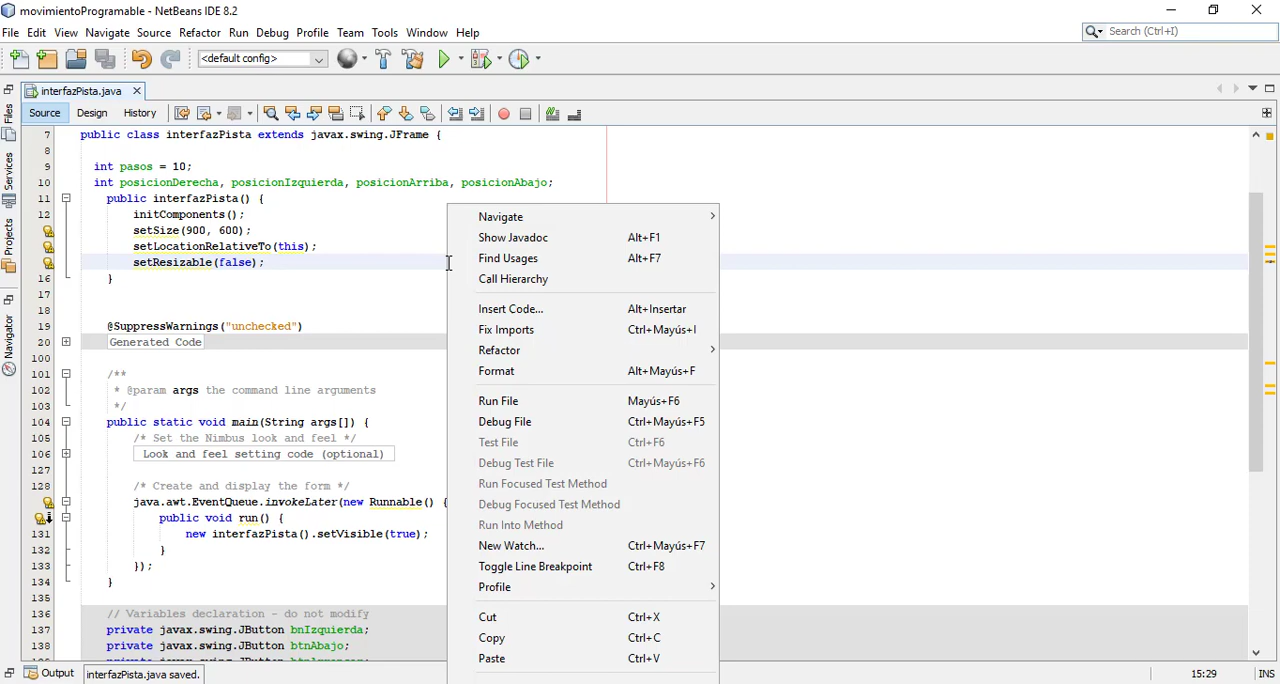 movimientoProgramable - NetBeans IDE 8.2
File Edit View Navigate Source Refactor Run Debug Profile Team Tools Window Help
Search (Ctrl+I)
<default config>
interfazPista.java
Source Design History
Files
Services
Projects
Navigator
7 public class interfazPista extends javax.swing.JFrame {
8
9 int pasos = 10;
10 int posicionDerecha, posicionIzquierda, posicionArriba, posicionAbajo;
11 public interfazPista() {
12 initComponents();
setSize(900, 600);
setLocationRelativeTo(this);
setResizable(false);
16 }
17
18
19 @SuppressWarnings("unchecked")
20 Generated Code
100
101 /**
102 * @param args the command line arguments
103 */
104 public static void main(String args[]) {
105 /* Set the Nimbus look and feel */
106 Look and feel setting code (optional)
127
128 /* Create and display the form */
java.awt.EventQueue.invokeLater(new Runnable() {
public void run() {
131 new interfazPista().setVisible(true);
132 }
133 });
134 }
135
136 // Variables declaration - do not modify
137 private javax.swing.JButton bnIzquierda;
138 private javax.swing.JButton btnAbajo;
Navigate
Show Javadoc Alt+F1
Find Usages Alt+F7
Call Hierarchy
Insert Code... Alt+Insertar
Fix Imports Ctrl+Mayús+I
Refactor
Format Alt+Mayús+F
Run File Mayús+F6
Debug File Ctrl+Mayús+F5
Test File Ctrl+F6
Debug Test File Ctrl+Mayús+F6
Run Focused Test Method
Debug Focused Test Method
Run Into Method
New Watch... Ctrl+Mayús+F7
Toggle Line Breakpoint Ctrl+F8
Profile
Cut Ctrl+X
Copy Ctrl+C
Paste Ctrl+V
Output
interfazPista.java saved.
15:29 INS